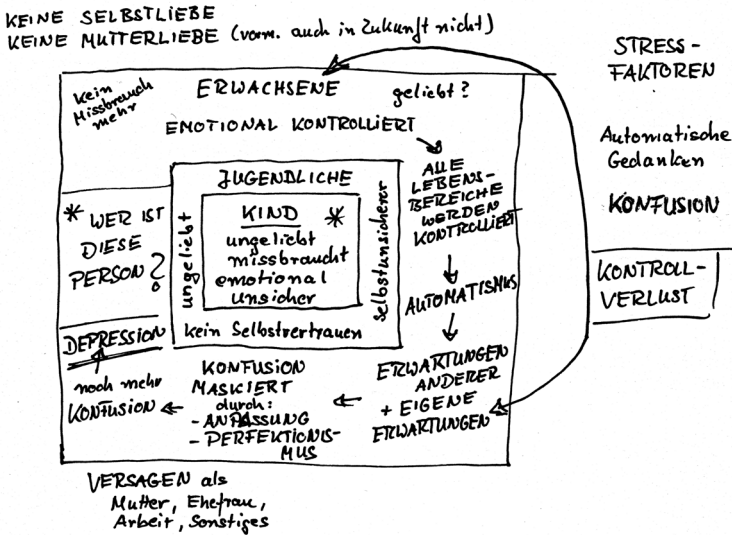 KEINE SELBSTLIEBE
KEINE MUTTERLIEBE (vorm. auch in Zukunft nicht)
STRESS-
FAKTOREN
Automatische
Gedanken
KONFUSION
KONTROLL-
VERLUST
Kein
Missbrauch
mehr
ERWACHSENE
geliebt?
EMOTIONAL KONTROLLIERT
ALLE
LEBENS-
BEREICHE
WERDEN
KONTROLLIERT
AUTOMATISMUS
ERWARTUNGEN
ANDERER
+ EIGENE
ERWARTUNGEN
JUGENDLICHE
ungeliebt
Selbstunsicherer
kein Selbstvertrauen
KIND *
ungeliebt
missbraucht
emotional
unsicher
* WER IST
DIESE
PERSON?
KONFUSION
MASKIERT
durch:
- ANPASSUNG
- PERFEKTIONIS-
MUS
noch mehr
KONFUSION
DEPRESSION
VERSAGEN als
Mutter, Ehefrau,
Arbeit, Sonstiges